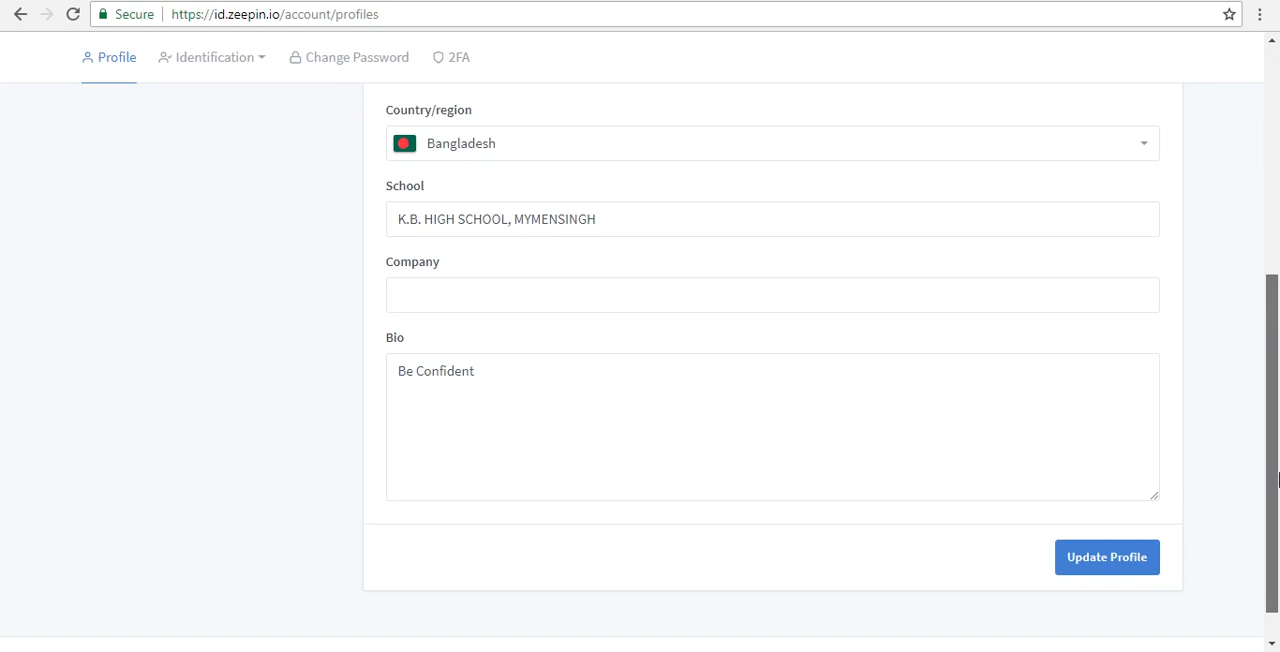 Secure https://id.zeepin.io/account/profiles
Profile Identification Change Password 2FA
Country/region
Bangladesh
School
K.B. HIGH SCHOOL, MYMENSINGH
Company
Bio
Be Confident
Update Profile